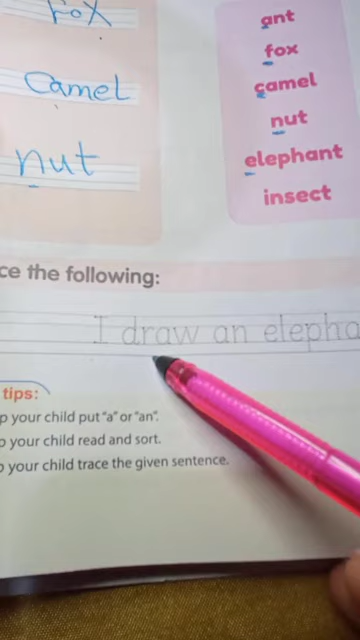 fox
camel
nut
ant
fox
camel
nut
elephant
insect
ce the following:
I draw an elepha
tips:
p your child put "a" or "an".
p your child read and sort.
p your child trace the given sentence.